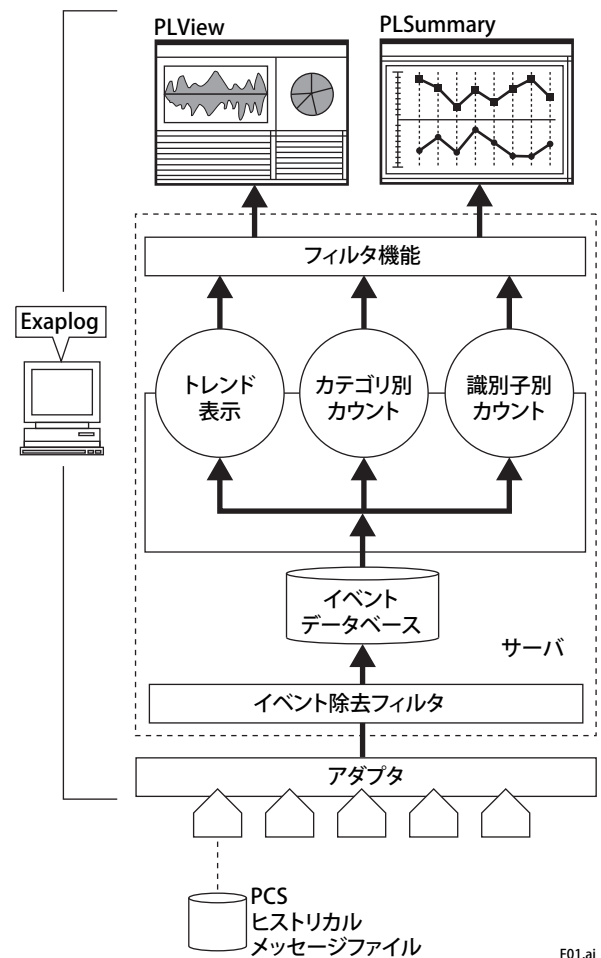 PLView
PLSummary
フィルタ機能
Exaplog
トレンド
表示
カテゴリ別
カウント
識別子別
カウント
イベント
データベース
サーバ
イベント除去フィルタ
アダプタ
PCS
ヒストリカル
メッセージファイル
F01.ai